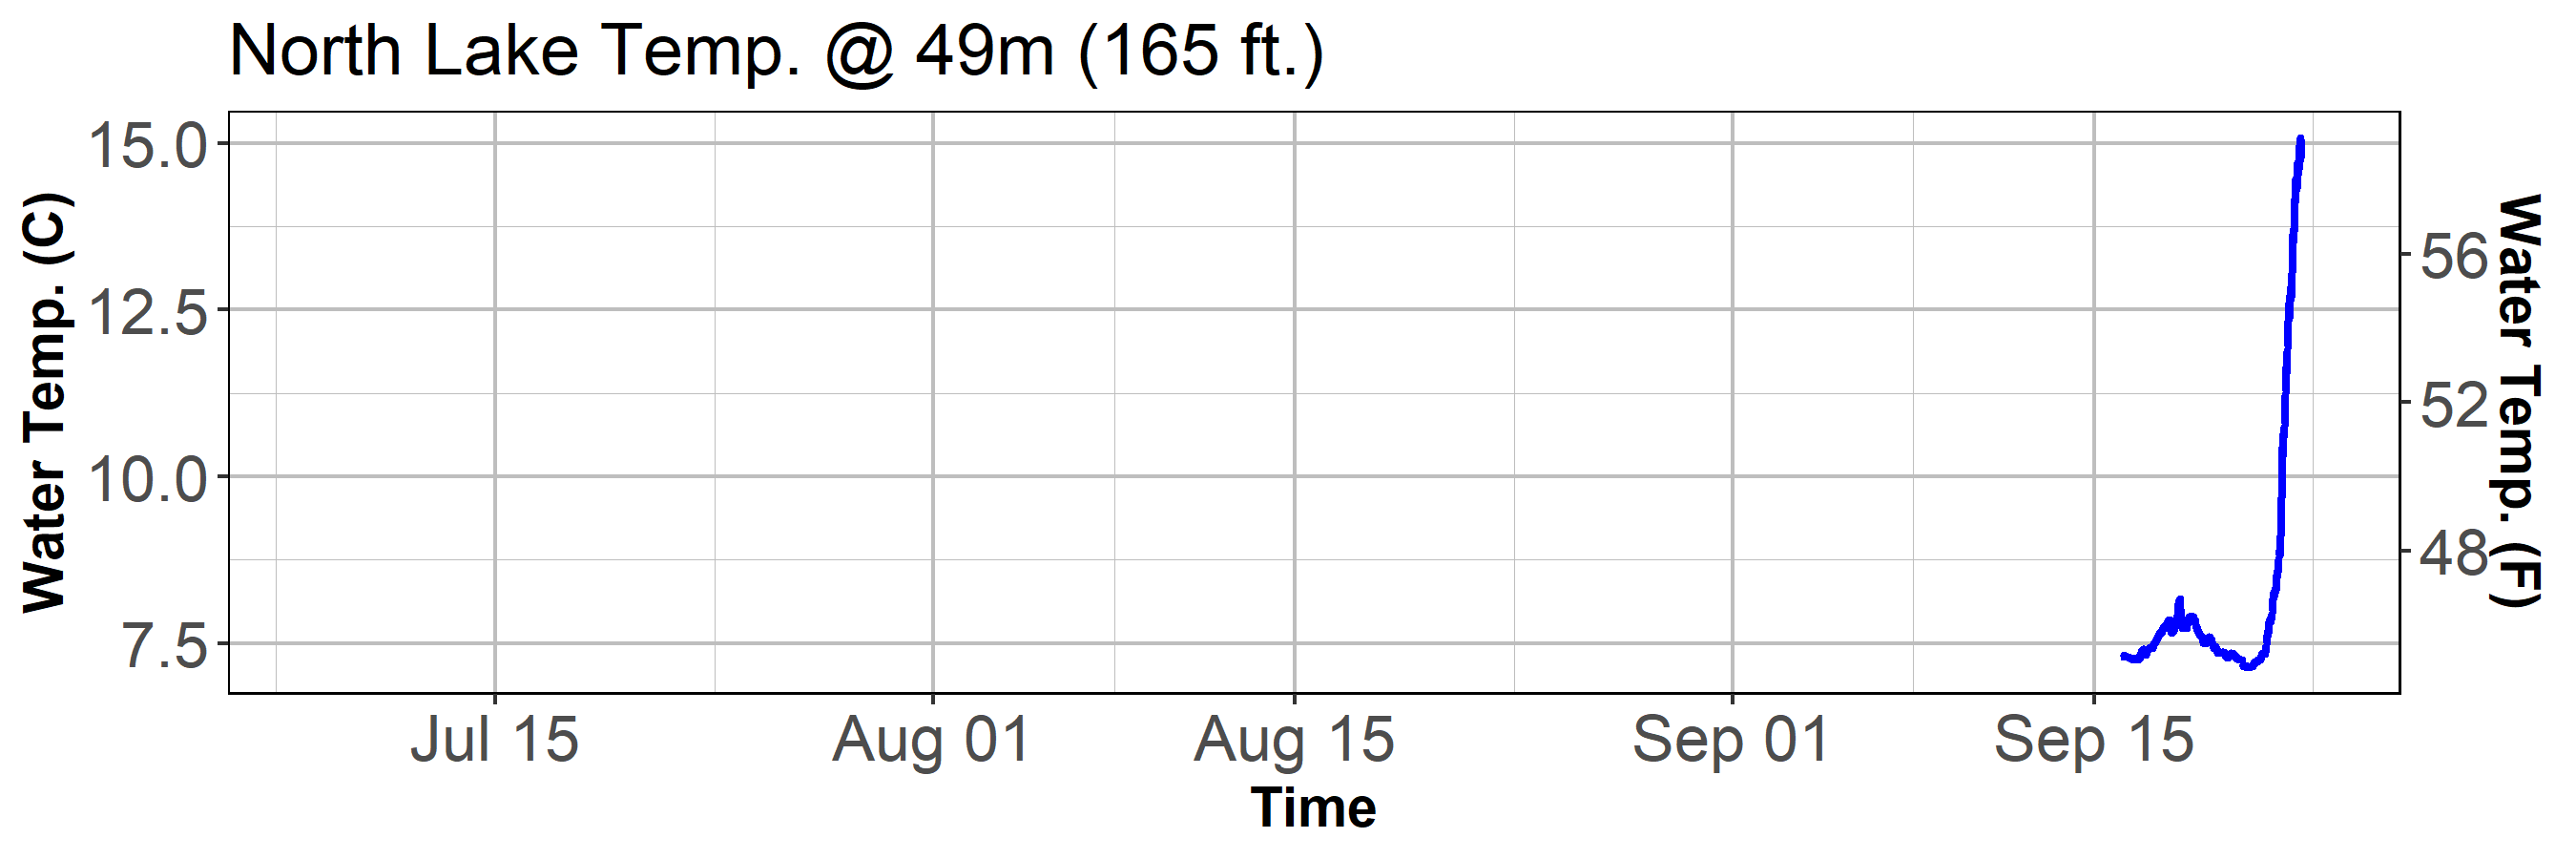 North Lake Temp. @ 49m (165 ft.)
Water Temp. (C)
15.0
12.5
10.0
7.5
56
52
48
Water Temp. (F)
Jul 15 Aug 01 Aug 15 Sep 01 Sep 15
Time